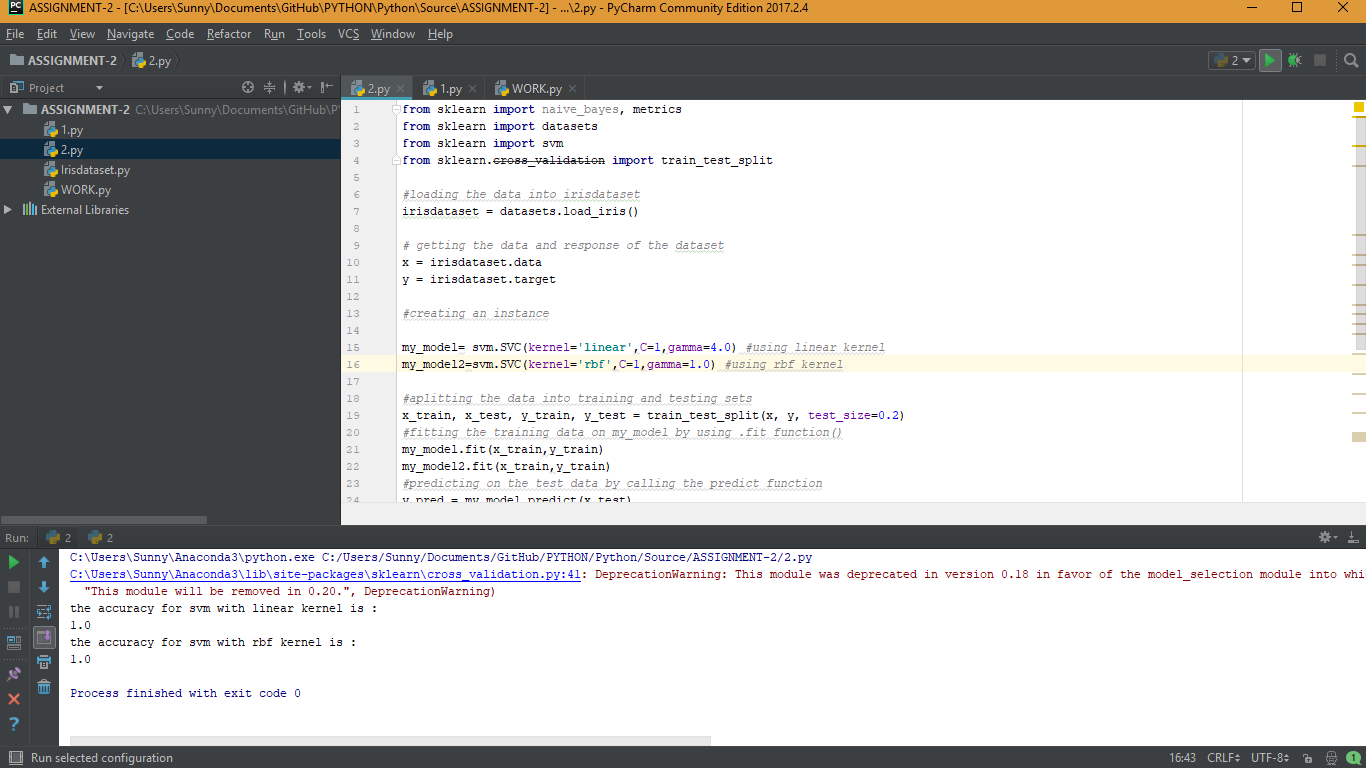 ASSIGNMENT-2 - [C:\Users\Sunny\Documents\GitHub\PYTHON\Python\Source\ASSIGNMENT-2] - ...\2.py - PyCharm Community Edition 2017.2.4
File Edit View Navigate Code Refactor Run Tools VCS Window Help
ASSIGNMENT-2 2.py 2
Project 2.py 1.py WORK.py
ASSIGNMENT-2 C:\Users\Sunny\Documents\GitHub\P
1.py
2.py
Irisdataset.py
WORK.py
External Libraries
1 from sklearn import naive_bayes, metrics
2 from sklearn import datasets
3 from sklearn import svm
4 from sklearn.cross_validation import train_test_split
5
6 #loading the data into irisdataset
7 irisdataset = datasets.load_iris()
8
9 # getting the data and response of the dataset
10 x = irisdataset.data
11 y = irisdataset.target
12
13 #creating an instance
14
15 my_model= svm.SVC(kernel='linear',C=1,gamma=4.0) #using linear kernel
16 my_model2=svm.SVC(kernel='rbf',C=1,gamma=1.0) #using rbf kernel
17
18 #aplitting the data into training and testing sets
19 x_train, x_test, y_train, y_test = train_test_split(x, y, test_size=0.2)
20 #fitting the training data on my_model by using .fit function()
21 my_model.fit(x_train,y_train)
22 my_model2.fit(x_train,y_train)
23 #predicting on the test data by calling the predict function
24 y_pred = my_model.predict(x_test)
Run: 2 2
C:\Users\Sunny\Anaconda3\python.exe C:/Users/Sunny/Documents/GitHub/PYTHON/Python/Source/ASSIGNMENT-2/2.py
C:\Users\Sunny\Anaconda3\lib\site-packages\sklearn\cross_validation.py:41: DeprecationWarning: This module was deprecated in version 0.18 in favor of the model_selection module into whic
"This module will be removed in 0.20.", DeprecationWarning)
the accuracy for svm with linear kernel is :
1.0
the accuracy for svm with rbf kernel is :
1.0
Process finished with exit code 0
Run selected configuration 16:43 CRLF UTF-8 1